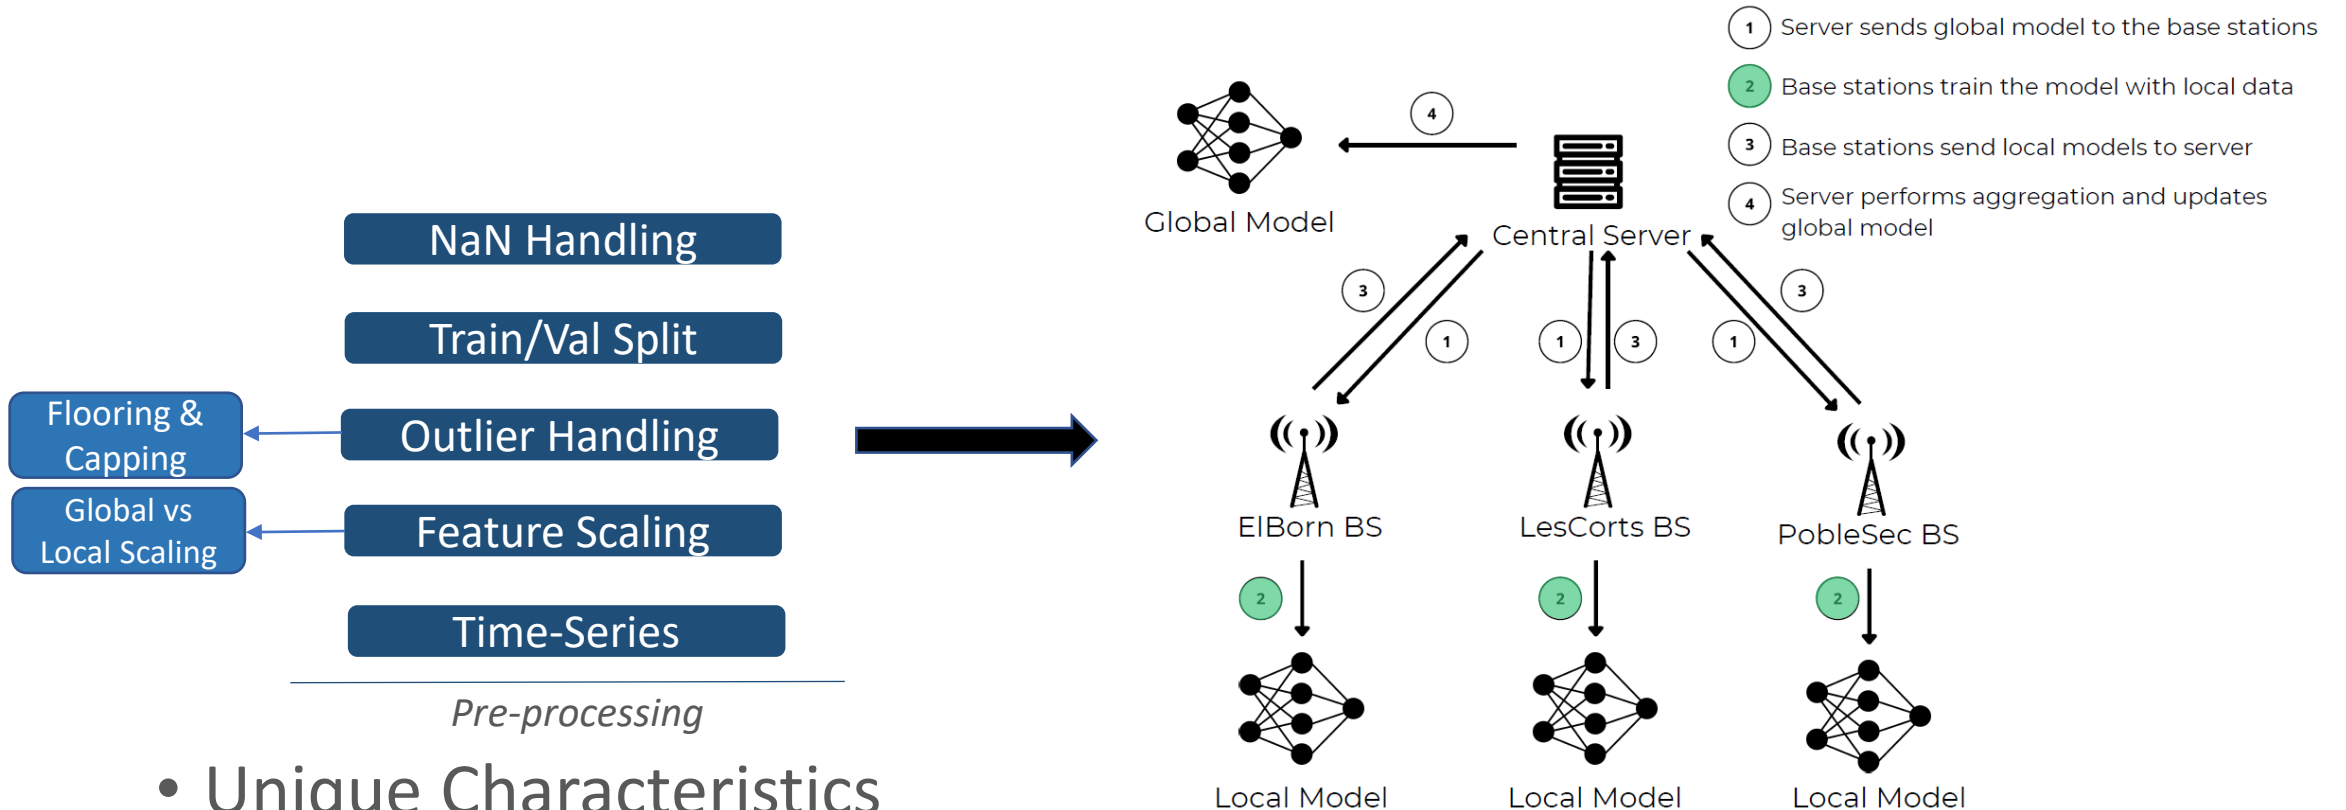 NaN Handling
Train/Val Split
Outlier Handling
Flooring &
Capping
Feature Scaling
Global vs
Local Scaling
Time-Series
Pre-processing
• Unique Characteristics
1 Server sends global model to the base stations
2 Base stations train the model with local data
3 Base stations send local models to server
4 Server performs aggregation and updates
global model
4
Global Model
Central Server
3
1
1
3
1
3
ElBorn BS
LesCorts BS
PobleSec BS
2
2
2
Local Model
Local Model
Local Model